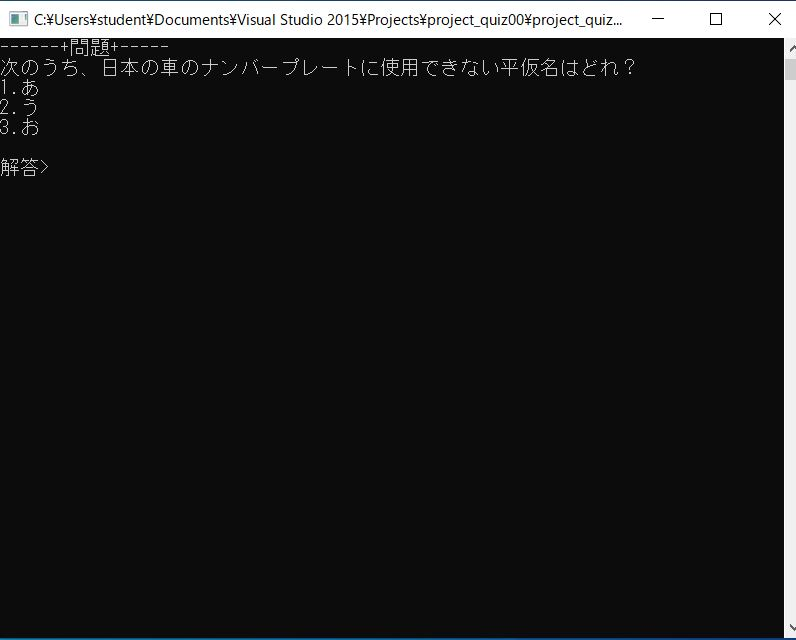 C:¥Users¥student¥Documents¥Visual Studio 2015¥Projects¥project_quiz00¥project_quiz...
------+問題+-----
次のうち、日本の車のナンバープレートに使用できない平仮名はどれ？
1.あ
2.う
3.お
解答>